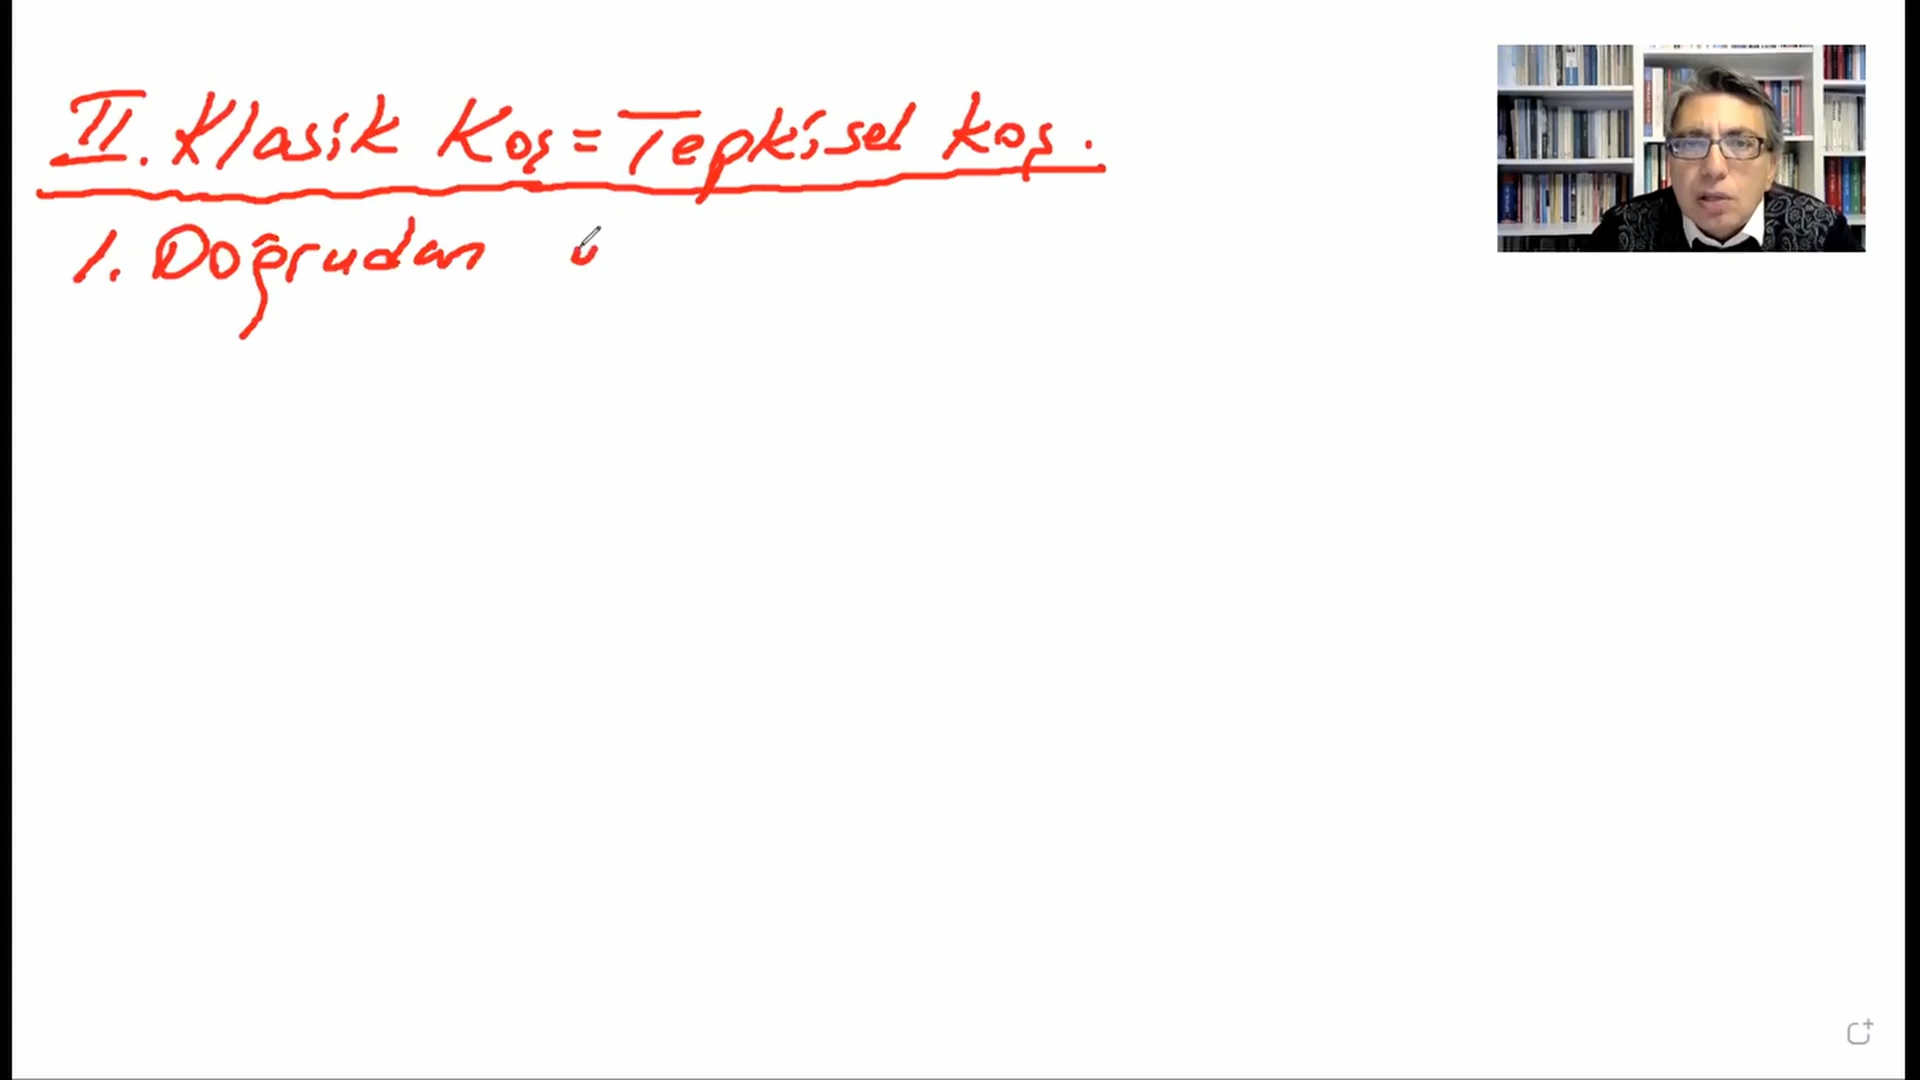 II. Klasik Koş = Tepkisel Koş.
1. Doğrudan